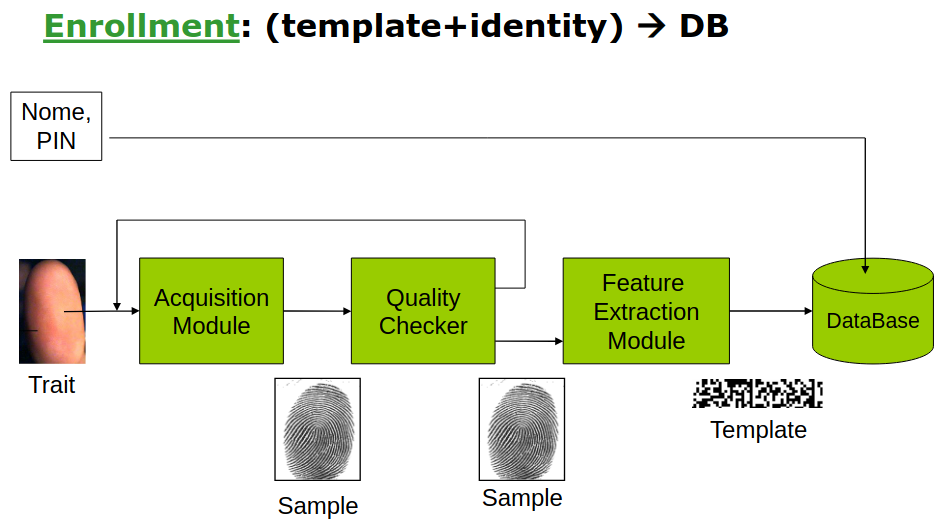 Enrollment: (template+identity) → DB
Nome,
PIN
Acquisition
Module
Quality
Checker
Feature
Extraction
Module
DataBase
Trait
Sample
Sample
Template